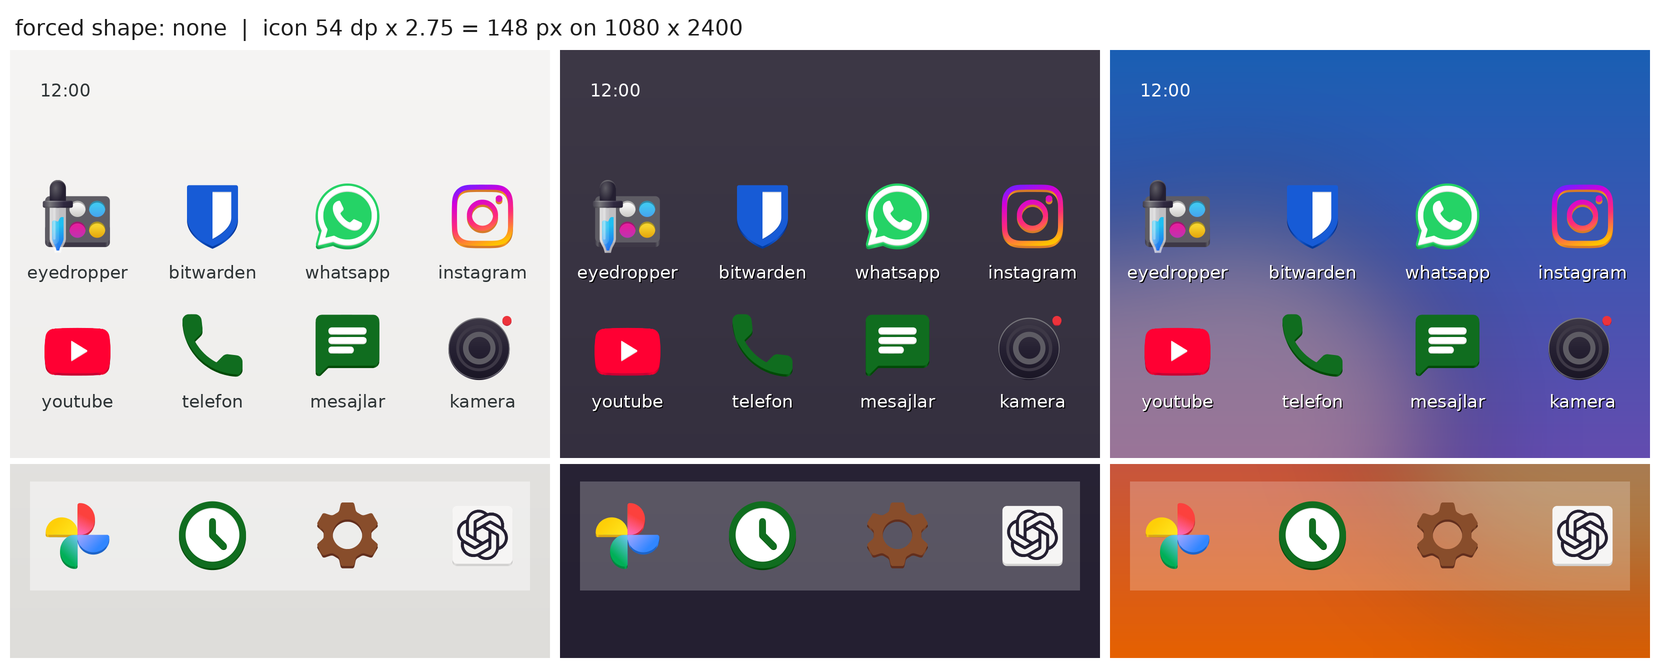 forced shape: none | icon 54 dp x 2.75 = 148 px on 1080 x 2400
12:00
eyedropper bitwarden whatsapp instagram
youtube telefon mesajlar kamera
12:00
eyedropper bitwarden whatsapp instagram
youtube telefon mesajlar kamera
12:00
eyedropper bitwarden whatsapp instagram
youtube telefon mesajlar kamera